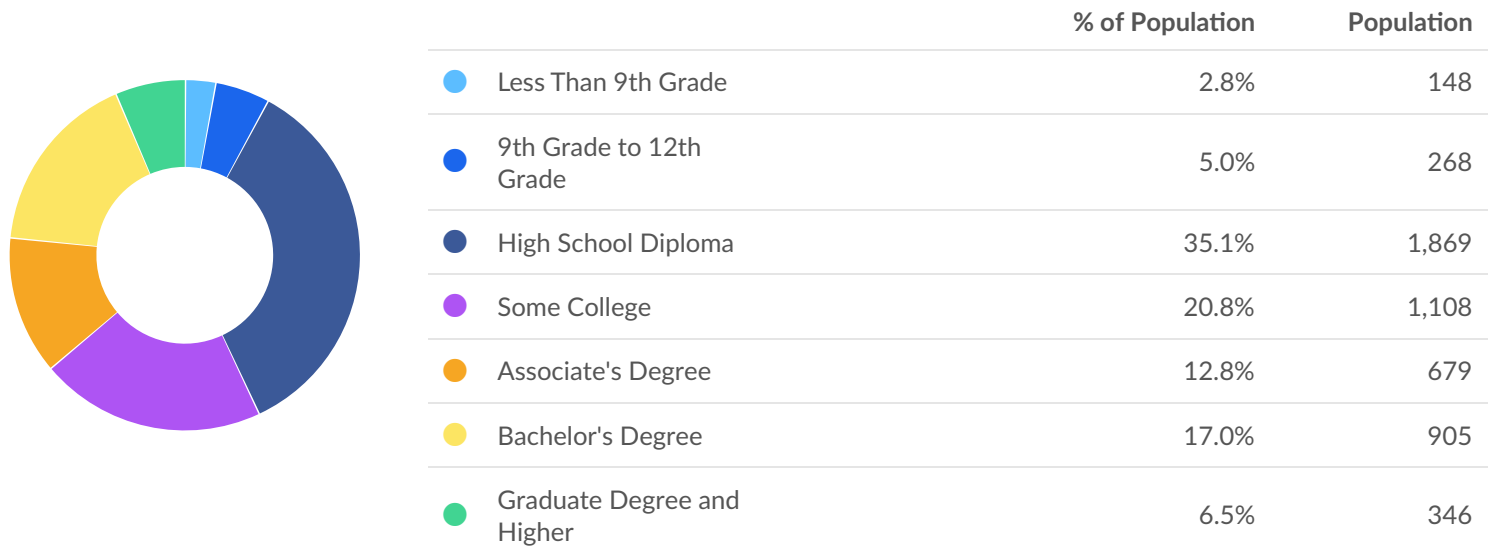 % of Population Population
Less Than 9th Grade 2.8% 148
9th Grade to 12th
Grade 5.0% 268
High School Diploma 35.1% 1,869
Some College 20.8% 1,108
Associate's Degree 12.8% 679
Bachelor's Degree 17.0% 905
Graduate Degree and
Higher 6.5% 346